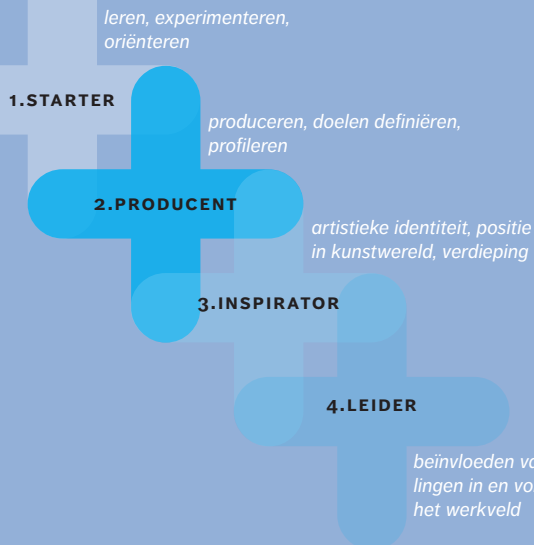 leren, experimenteren,
oriënteren
1.STARTER
produceren, doelen definiëren,
profileren
2.PRODUCENT
artistieke identiteit, positie
in kunstwereld, verdieping
3.INSPIRATOR
4.LEIDER
beïnvloeden
lingen in en
het werkveld